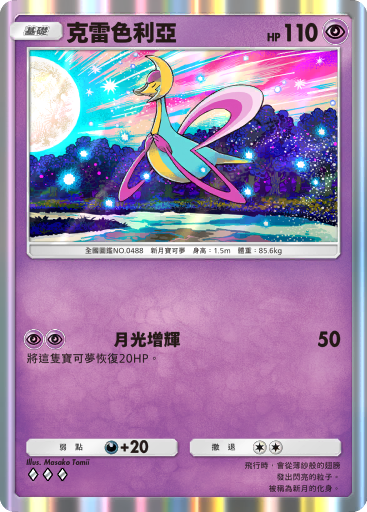 基礎 克雷色利亞 HP 110
全國圖鑑NO.0488 新月寶可夢 身高：1.5m 體重：85.6kg
月光增輝 50
將這隻寶可夢恢復20HP。
弱點 +20 撤退
Illus. Masako Tomii
飛行時，會從薄紗般的翅膀
發出閃亮的粒子。
被稱為新月的化身。